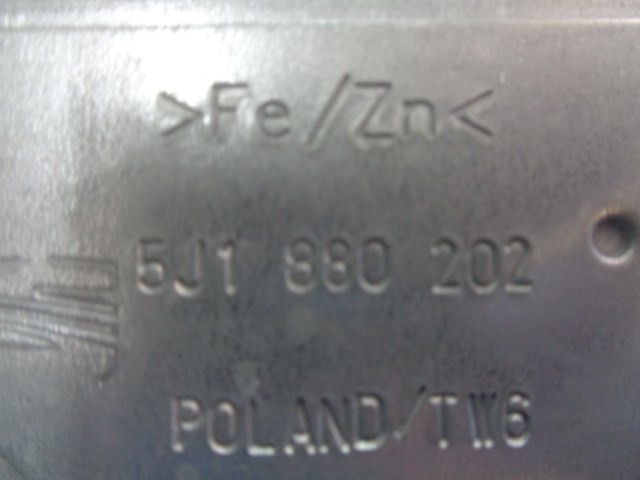 >Fe/Zn<
5J1 880 202
POLAND/TW6